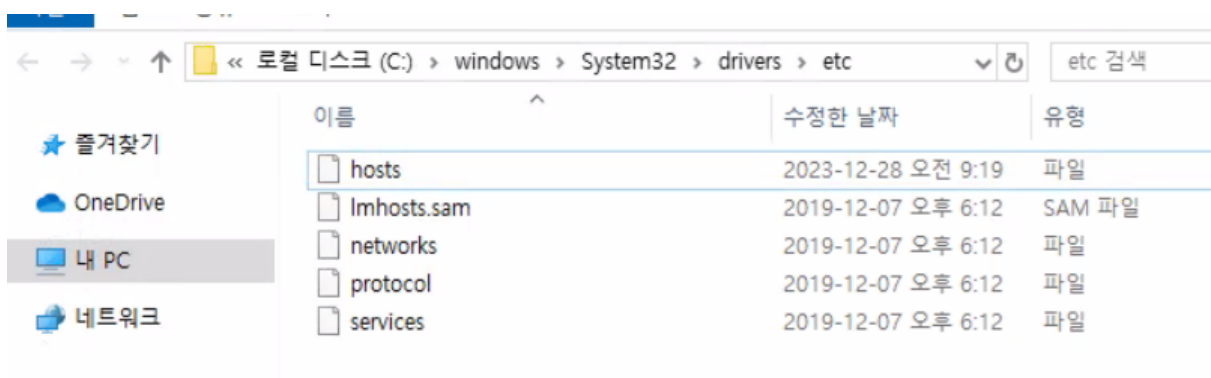 « 로컬 디스크 (C:) › windows › System32 › drivers › etc
etc 검색
이름 수정한 날짜 유형
즐겨찾기
OneDrive
내 PC
네트워크
hosts 2023-12-28 오전 9:19 파일
lmhosts.sam 2019-12-07 오후 6:12 SAM 파일
networks 2019-12-07 오후 6:12 파일
protocol 2019-12-07 오후 6:12 파일
services 2019-12-07 오후 6:12 파일